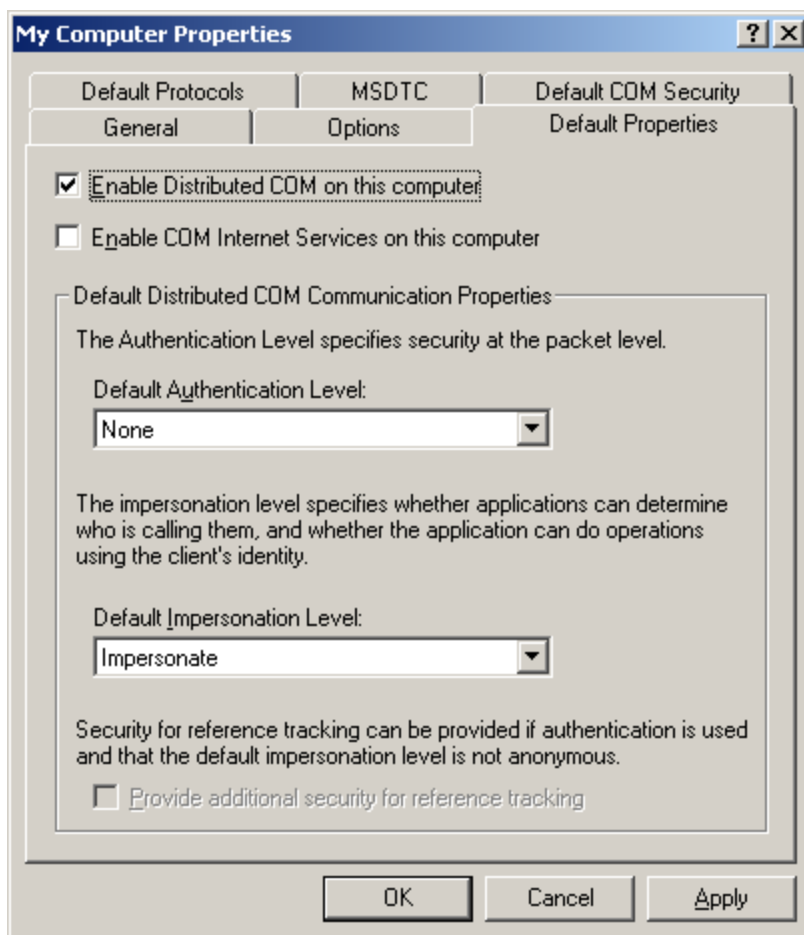 My Computer Properties
Default Protocols
MSDTC
Default COM Security
General
Options
Default Properties
Enable Distributed COM on this computer
Enable COM Internet Services on this computer
Default Distributed COM Communication Properties
The Authentication Level specifies security at the packet level.
Default Authentication Level:
None
The impersonation level specifies whether applications can determine
who is calling them, and whether the application can do operations
using the client's identity.
Default Impersonation Level:
Impersonate
Security for reference tracking can be provided if authentication is used
and that the default impersonation level is not anonymous.
Provide additional security for reference tracking
OK
Cancel
Apply